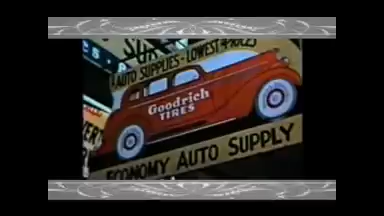 AUTO SUPPLIES - LOWEST PRICES
Goodrich
TIRES
ECONOMY AUTO SUPPLY